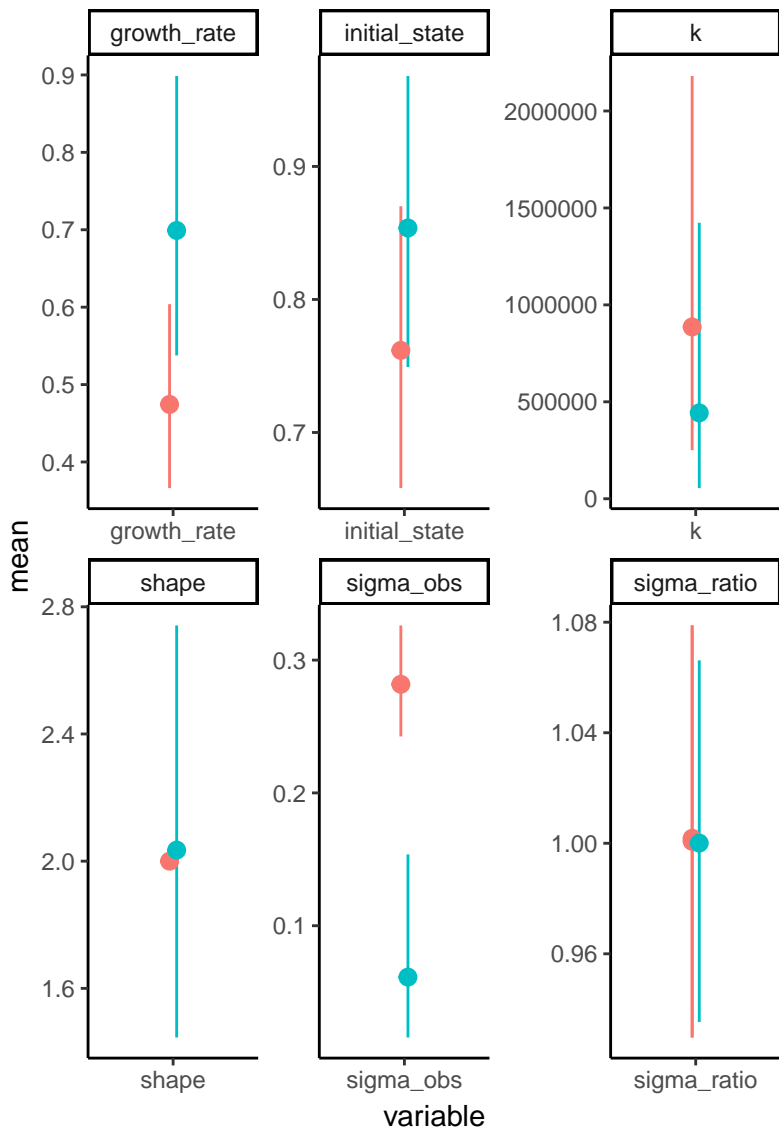 growth_rate
initial_state
k
0.9
0.8
0.7
0.6
0.5
0.4
0.9
0.8
0.7
2000000
1500000
1000000
500000
0
growth_rate
initial_state
k
mean
shape
sigma_obs
sigma_ratio
2.8
2.4
2.0
1.6
0.3
0.2
0.1
1.08
1.04
1.00
0.96
shape
sigma_obs
sigma_ratio
variable